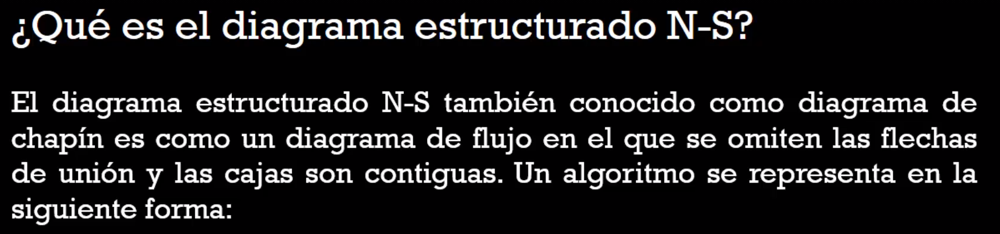 ¿Qué es el diagrama estructurado N-S?
El diagrama estructurado N-S también conocido como diagrama de
chapín es como un diagrama de flujo en el que se omiten las flechas
de unión y las cajas son contiguas. Un algoritmo se representa en la
siguiente forma: